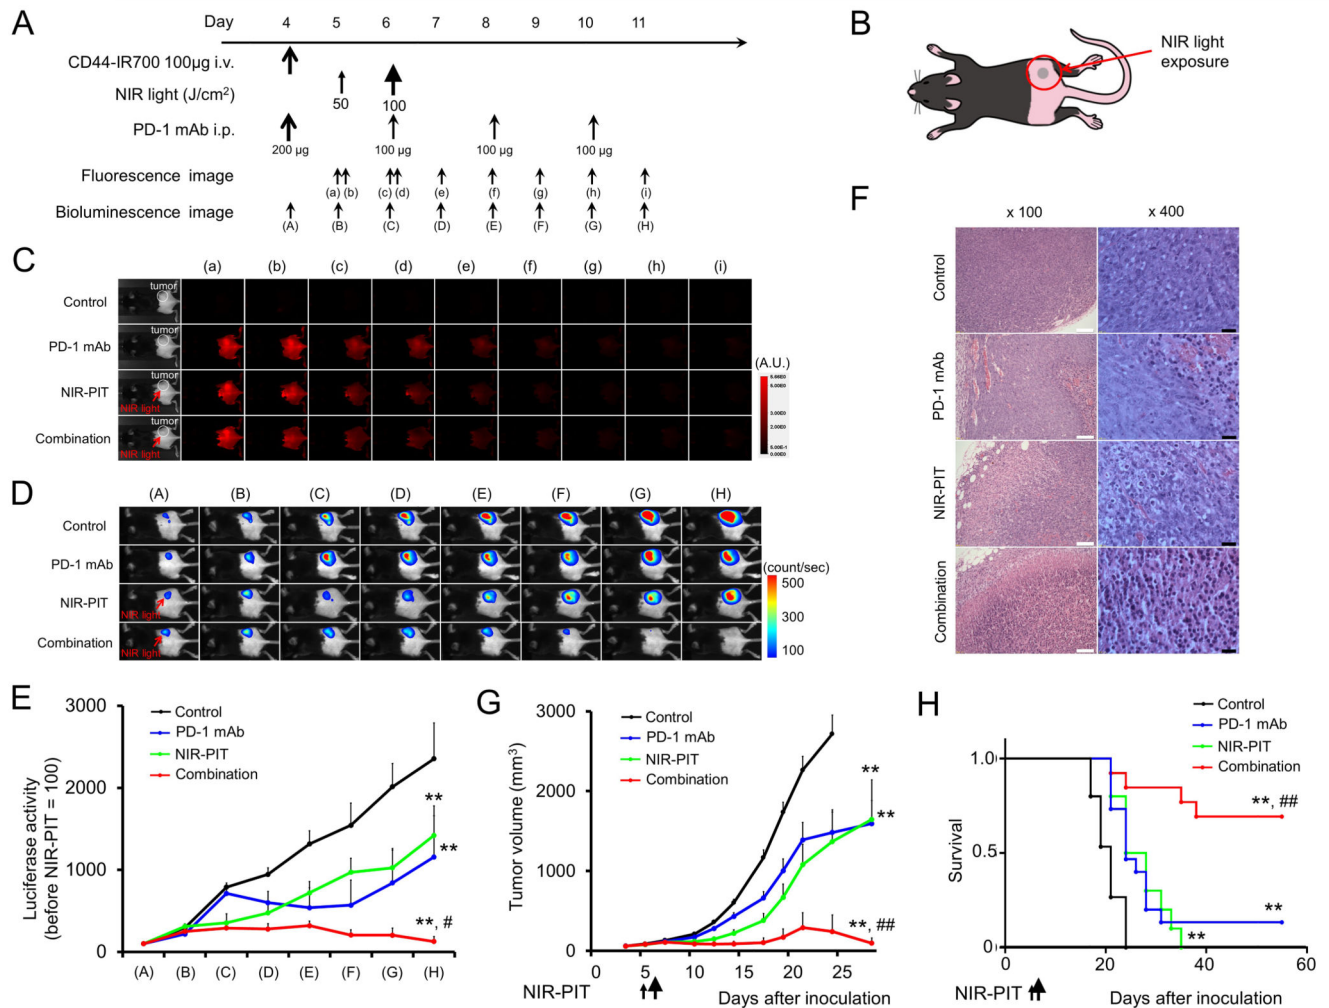 A
Day 4 5 6 7 8 9 10 11
CD44-IR700 100µg i.v.
NIR light (J/cm²)
50 100
PD-1 mAb i.p.
200 µg 100 µg 100 µg 100 µg
Fluorescence image
(a) (b) (c) (d) (e) (f) (g) (h) (i)
Bioluminescence image
(A) (B) (C) (D) (E) (F) (G) (H)
B
NIR light
exposure
C
(a) (b) (c) (d) (e) (f) (g) (h) (i)
Control
tumor
PD-1 mAb
tumor
NIR-PIT
tumor
NIR light
Combination
tumor
NIR light
(A.U.)
D
(A) (B) (C) (D) (E) (F) (G) (H)
Control
PD-1 mAb
NIR-PIT
NIR light
Combination
NIR light
(count/sec)
500
300
100
F
x 100 x 400
Control
PD-1 mAb
NIR-PIT
Combination
E
Luciferase activity
(before NIR-PIT = 100)
3000
2000
1000
0
Control
PD-1 mAb
NIR-PIT
Combination
**
**
**, #
(A) (B) (C) (D) (E) (F) (G) (H)
G
Tumor volume (mm³)
3000
2000
1000
0
Control
PD-1 mAb
NIR-PIT
Combination
**
**
**, ##
0 5 10 15 20 25 30
NIR-PIT
Days after inoculation
H
Survival
1.0
0.5
0
Control
PD-1 mAb
NIR-PIT
Combination
**, ##
**
**
0 20 40 60
NIR-PIT
Days after inoculation